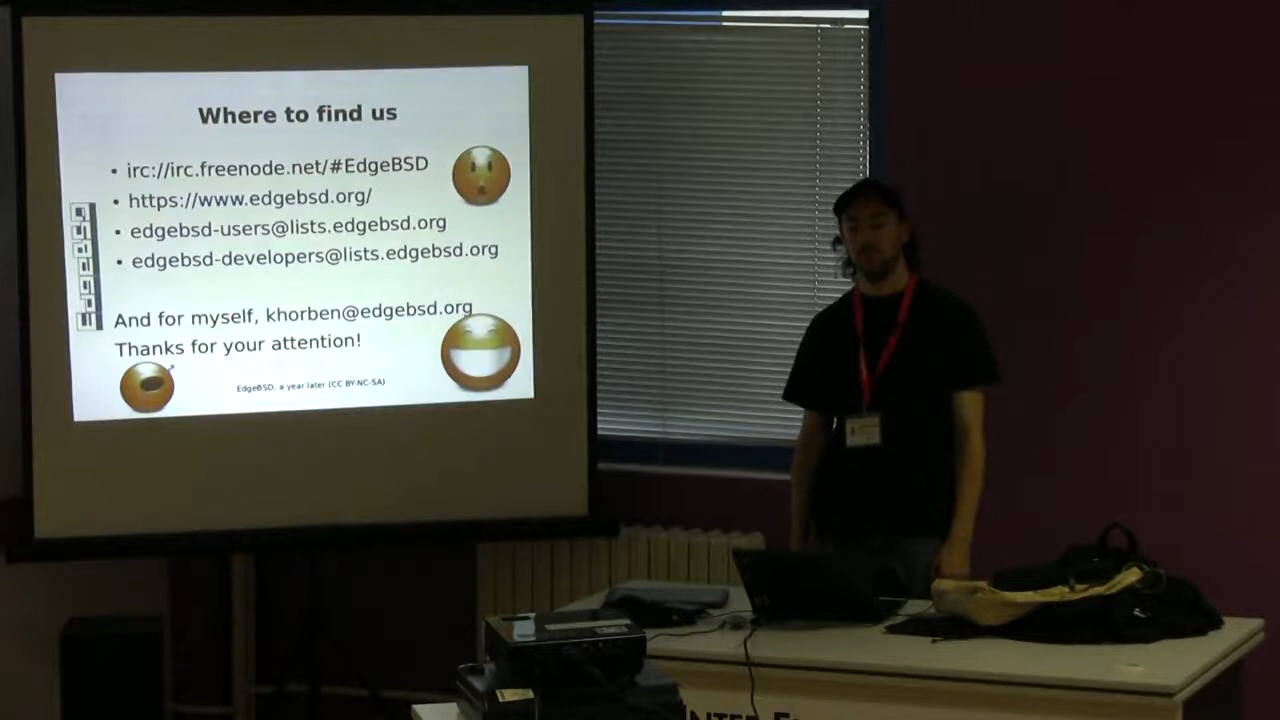 Where to find us
• irc://irc.freenode.net/#EdgeBSD
• https://www.edgebsd.org/
• edgebsd-users@lists.edgebsd.org
• edgebsd-developers@lists.edgebsd.org
And for myself, khorben@edgebsd.org
Thanks for your attention!
EdgeBSD, a year later (CC BY-NC-SA)